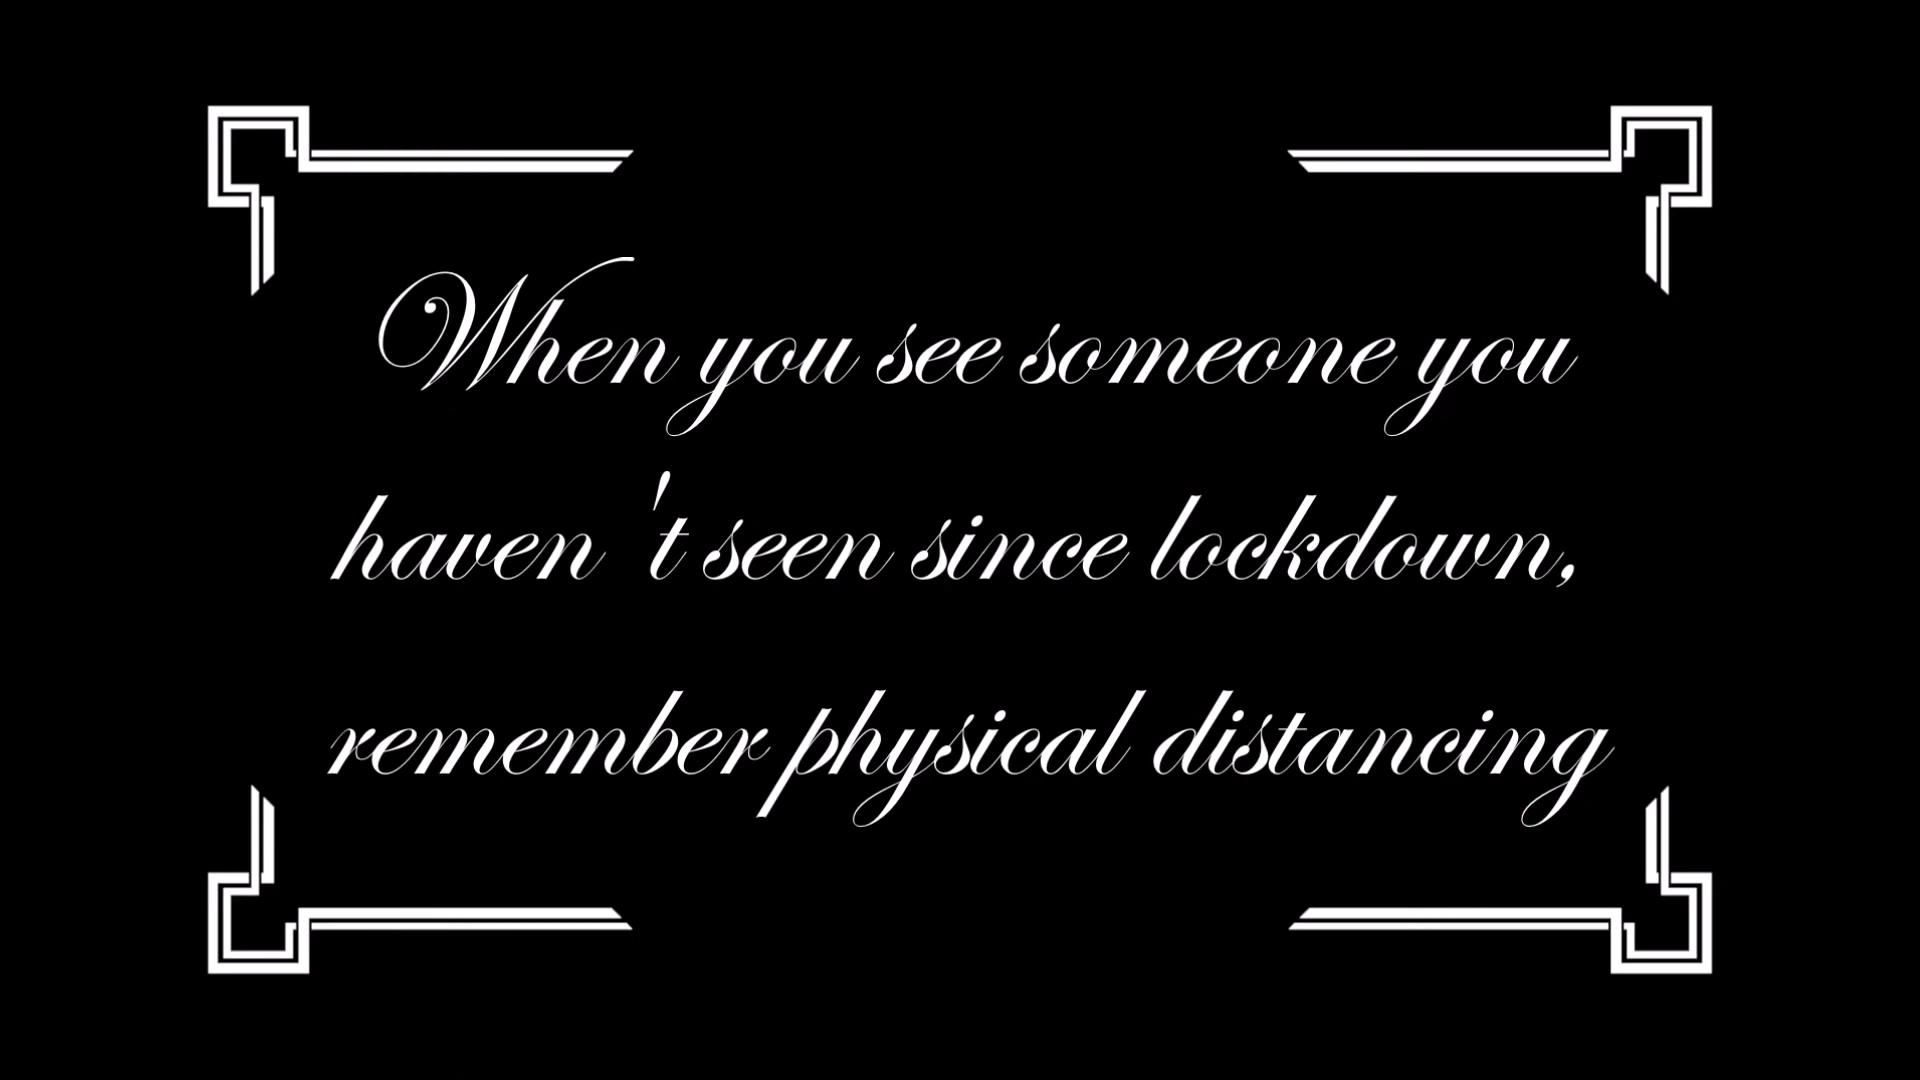 When you see someone you
haven't seen since lockdown,
remember physical distancing